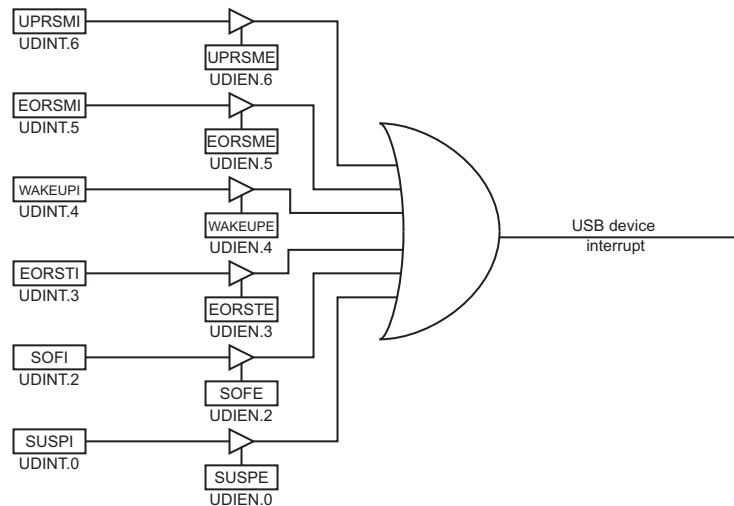 UPRSMI
UDINT.6
UPRSME
UDIEN.6
EORSMI
UDINT.5
EORSME
UDIEN.5
WAKEUPI
UDINT.4
WAKEUPE
UDIEN.4
EORSTI
UDINT.3
EORSTE
UDIEN.3
SOFI
UDINT.2
SOFE
UDIEN.2
SUSPI
UDINT.0
SUSPE
UDIEN.0
USB device
interrupt